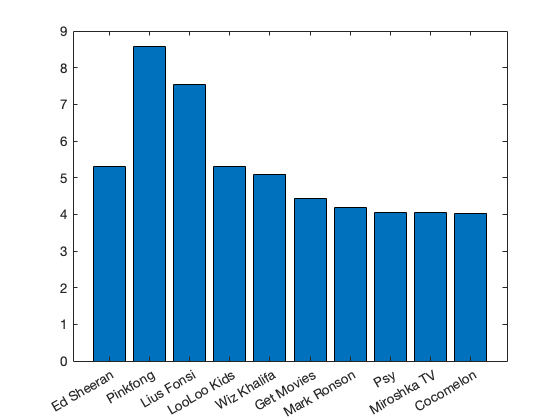 9
8
7
6
5
4
3
2
1
0
Ed Sheeran
Pinkfong
Lius Fonsi
LooLoo Kids
Wiz Khalifa
Get Movies
Mark Ronson
Psy
Miroshka TV
Cocomelon